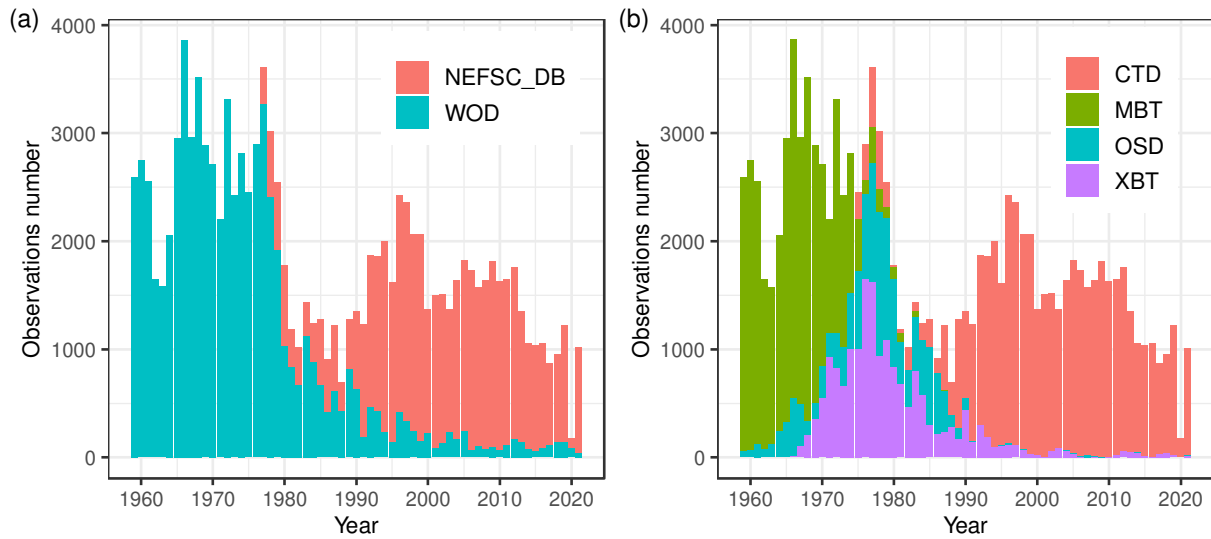 (a)
Observations number
4000
3000
2000
1000
0
NEFSC_DB
WOD
1960 1970 1980 1990 2000 2010 2020
Year
(b)
Observations number
4000
3000
2000
1000
0
CTD
MBT
OSD
XBT
1960 1970 1980 1990 2000 2010 2020
Year